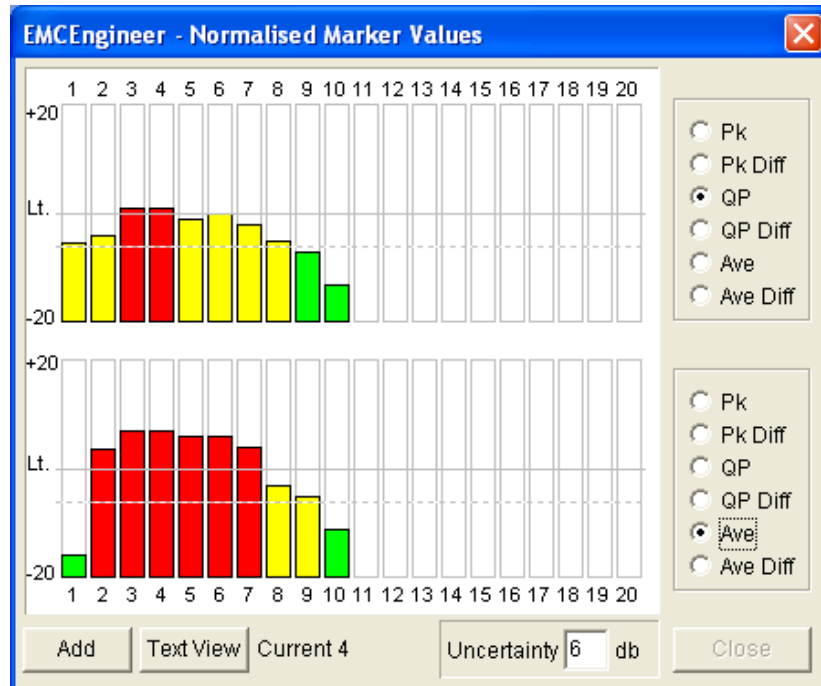 EMCEngineer - Normalised Marker Values
1 2 3 4 5 6 7 8 9 10 11 12 13 14 15 16 17 18 19 20
+20
Lt.
-20
Pk
Pk Diff
QP
QP Diff
Ave
Ave Diff
+20
Lt.
-20
1 2 3 4 5 6 7 8 9 10 11 12 13 14 15 16 17 18 19 20
Pk
Pk Diff
QP
QP Diff
Ave
Ave Diff
Add Text View Current 4 Uncertainty 6 db Close